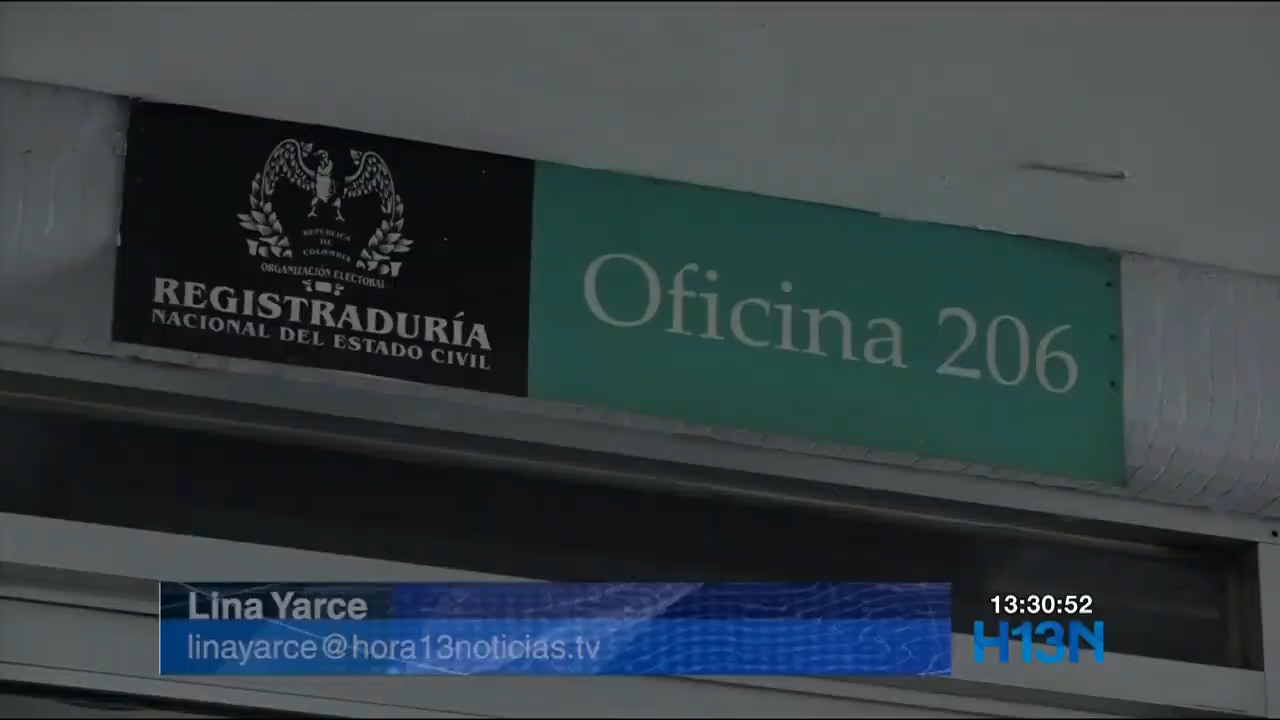 REPUBLICA
DE
COLOMBIA
ORGANIZACIÓN ELECTORAL
REGISTRADURÍA
NACIONAL DEL ESTADO CIVIL
Oficina 206
Lina Yarce
linayarce@hora13noticias.tv
13:30:52
H13N